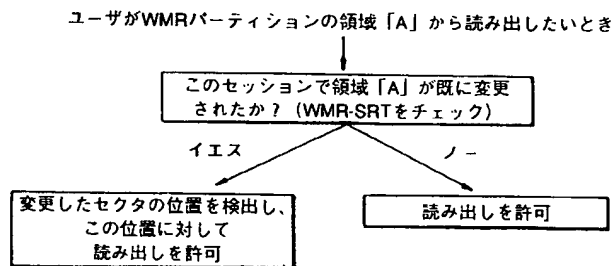 ユーザがWMRパーティションの領域「A」から読み出したいとき
このセッションで領域「A」が既に変更
されたか？（WMR-SRTをチェック）
イエス
ノー
変更したセクタの位置を検出し、
この位置に対して
読み出しを許可
読み出しを許可